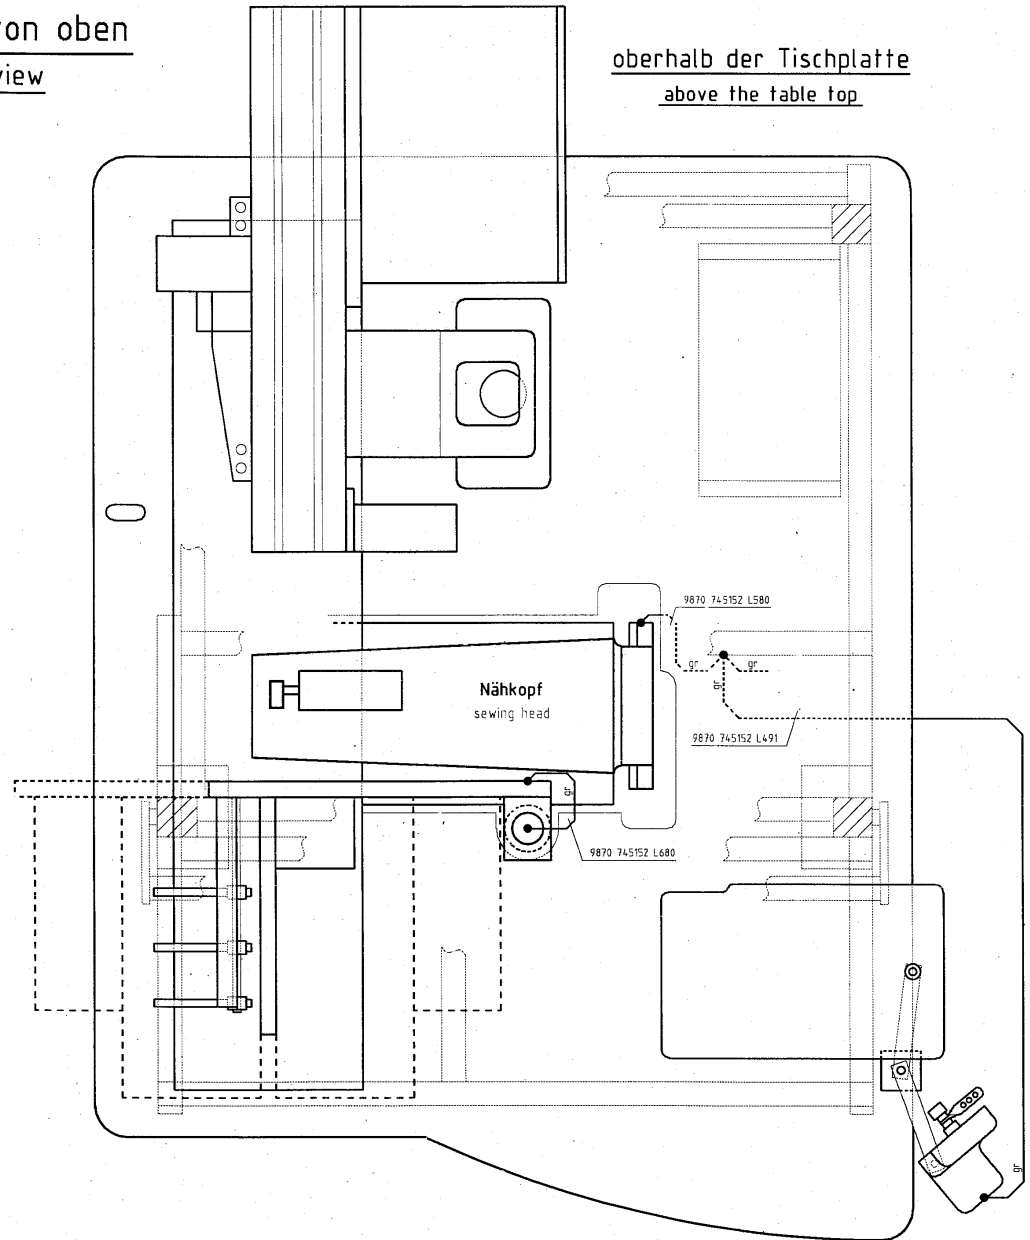 von oben
view
oberhalb der Tischplatte
above the table top
9870 745152 L580
gr
gr
gr
Nähkopf
sewing head
9870 745152 L491
gr
9870 745152 L680
gr